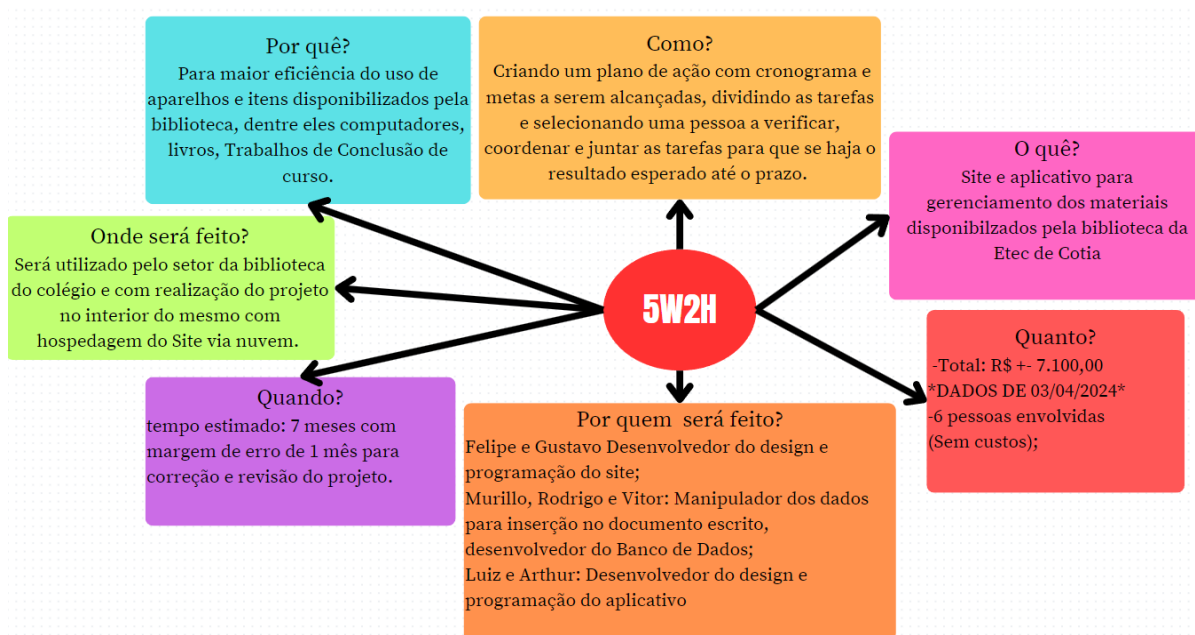 Por quê?
Para maior eficiência do uso de
aparelhos e itens disponibilizados pela
biblioteca, dentre eles computadores,
livros, Trabalhos de Conclusão de
curso.
Como?
Criando um plano de ação com cronograma e
metas a serem alcançadas, dividindo as tarefas
e selecionando uma pessoa a verificar,
coordenar e juntar as tarefas para que se haja o
resultado esperado até o prazo.
O quê?
Site e aplicativo para
gerenciamento dos materiais
disponibilzados pela biblioteca da
Etec de Cotia
Onde será feito?
Será utilizado pelo setor da biblioteca
do colégio e com realização do projeto
no interior do mesmo com
hospedagem do Site via nuvem.
5W2H
Quanto?
-Total: R$ +- 7.100,00
*DADOS DE 03/04/2024*
-6 pessoas envolvidas
(Sem custos);
Quando?
tempo estimado: 7 meses com
margem de erro de 1 mês para
correção e revisão do projeto.
Por quem será feito?
Felipe e Gustavo Desenvolvedor do design e
programação do site;
Murillo, Rodrigo e Vitor: Manipulador dos dados
para inserção no documento escrito,
desenvolvedor do Banco de Dados;
Luiz e Arthur: Desenvolvedor do design e
programação do aplicativo